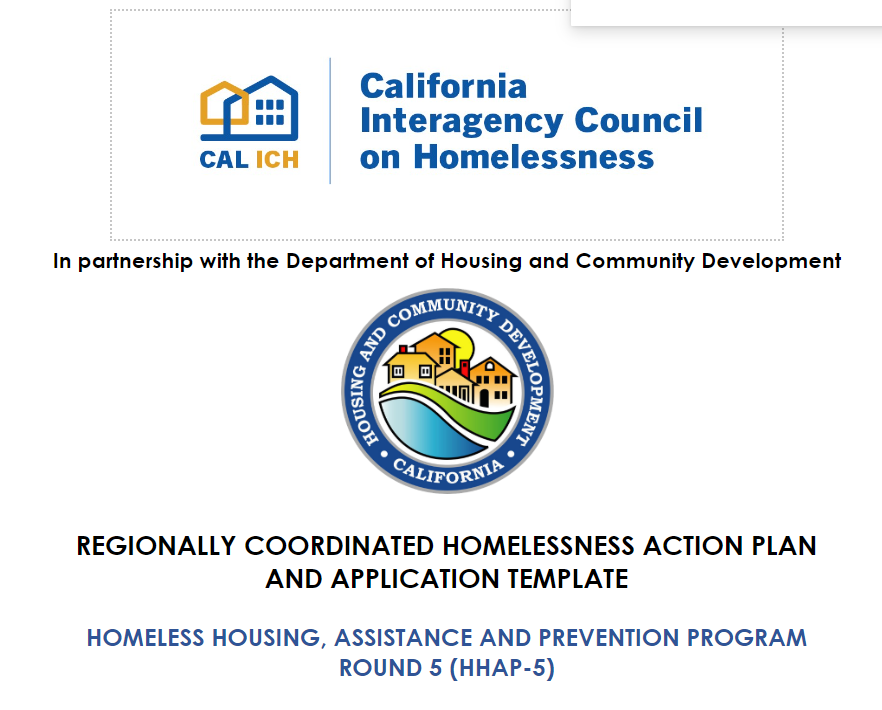 CAL ICH
California
Interagency Council
on Homelessness
In partnership with the Department of Housing and Community Development
HOUSING AND COMMUNITY DEVELOPMENT
CALIFORNIA
REGIONALLY COORDINATED HOMELESSNESS ACTION PLAN
AND APPLICATION TEMPLATE
HOMELESS HOUSING, ASSISTANCE AND PREVENTION PROGRAM
ROUND 5 (HHAP-5)